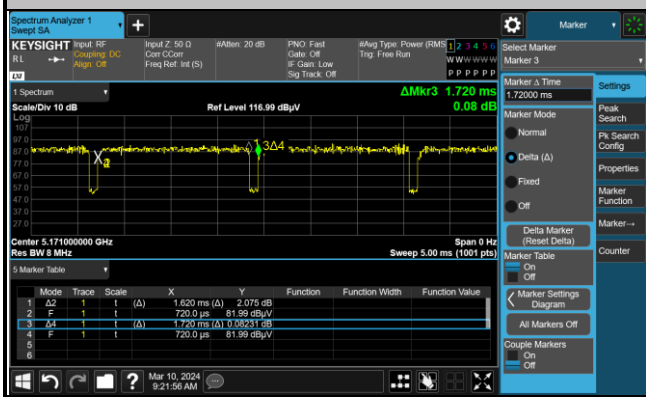 Spectrum Analyzer 1
Swept SA
Marker
KEYSIGHT
RL
LXI
Input: RF
Coupling: DC
Align: Off
Input Z: 50 Ω
Corr CCorr
Freq Ref: Int (S)
#Atten: 20 dB
PNO: Fast
Gate: Off
IF Gain: Low
Sig Track: Off
#Avg Type: Power (RMS
Trig: Free Run
1 2 3 4 5 6
W W W W W W
P P P P P P
Select Marker
Marker 3
1 Spectrum
ΔMkr3 1.720 ms
0.08 dB
Scale/Div 10 dB
Ref Level 116.99 dBµV
Log
107
97.0
87.0
77.0
67.0
57.0
47.0
37.0
27.0
3Δ4
Center 5.171000000 GHz
Res BW 8 MHz
Span 0 Hz
Sweep 5.00 ms (1001 pts)
5 Marker Table
Mode Trace Scale X Y Function Function Width Function Value
1 Δ2 1 t (Δ) 1.620 ms (Δ) 2.075 dB
2 F 1 t 720.0 µs 81.99 dBµV
3 Δ4 1 t (Δ) 1.720 ms (Δ) 0.08231 dB
4 F 1 t 720.0 µs 81.99 dBµV
5
6
Marker Δ Time
1.72000 ms
Marker Mode
Normal
Delta (Δ)
Fixed
Off
Delta Marker
(Reset Delta)
Marker Table
On
Off
Marker Settings
Diagram
All Markers Off
Couple Markers
On
Off
Settings
Peak
Search
Pk Search
Config
Properties
Marker
Function
Marker→
Counter
?
Mar 10, 2024
9:21:56 AM